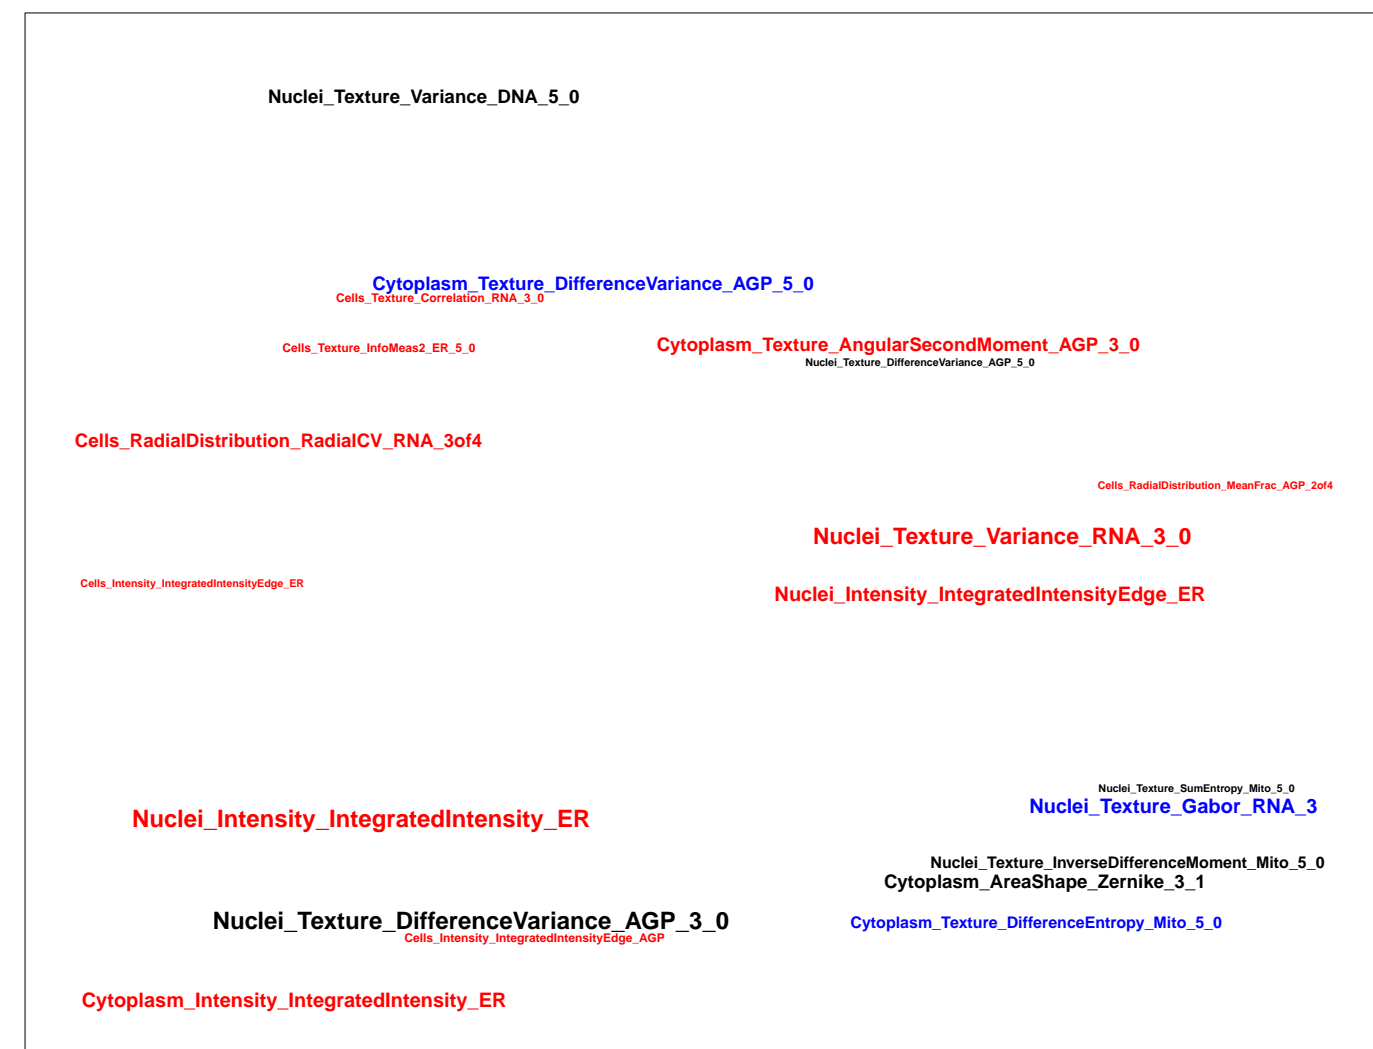 Nuclei_Texture_Variance_DNA_5_0
Cytoplasm_Texture_DifferenceVariance_AGP_5_0
Cells_Texture_Correlation_RNA_3_0
Cells_Texture_InfoMeas2_ER_5_0
Cytoplasm_Texture_AngularSecondMoment_AGP_3_0
Nuclei_Texture_DifferenceVariance_AGP_5_0
Cells_RadialDistribution_RadialCV_RNA_3of4
Cells_RadialDistribution_MeanFrac_AGP_2of4
Nuclei_Texture_Variance_RNA_3_0
Cells_Intensity_IntegratedIntensityEdge_ER
Nuclei_Intensity_IntegratedIntensityEdge_ER
Nuclei_Texture_SumEntropy_Mito_5_0
Nuclei_Texture_Gabor_RNA_3
Nuclei_Intensity_IntegratedIntensity_ER
Nuclei_Texture_InverseDifferenceMoment_Mito_5_0
Cytoplasm_AreaShape_Zernike_3_1
Nuclei_Texture_DifferenceVariance_AGP_3_0
Cytoplasm_Texture_DifferenceEntropy_Mito_5_0
Cells_Intensity_IntegratedIntensityEdge_AGP
Cytoplasm_Intensity_IntegratedIntensity_ER